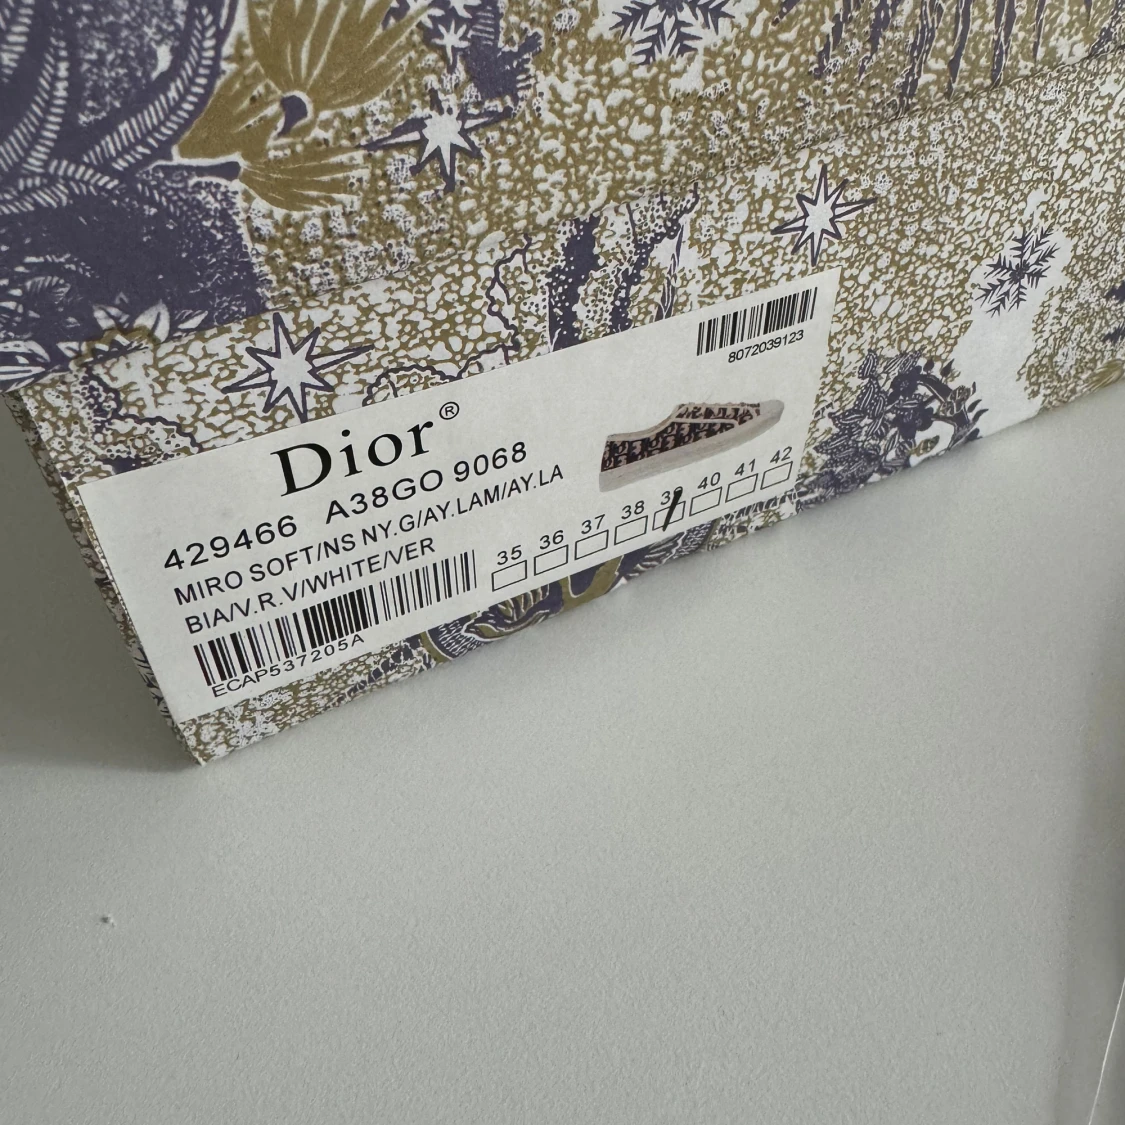 8072039123
Dior®
429466 A38GO 9068
MIRO SOFT/NS NY.G/AY.LAM/AY.LA
BIA/V.R.V/WHITE/VER
35 36 37 38 39 40 41 42
ECAP537205A